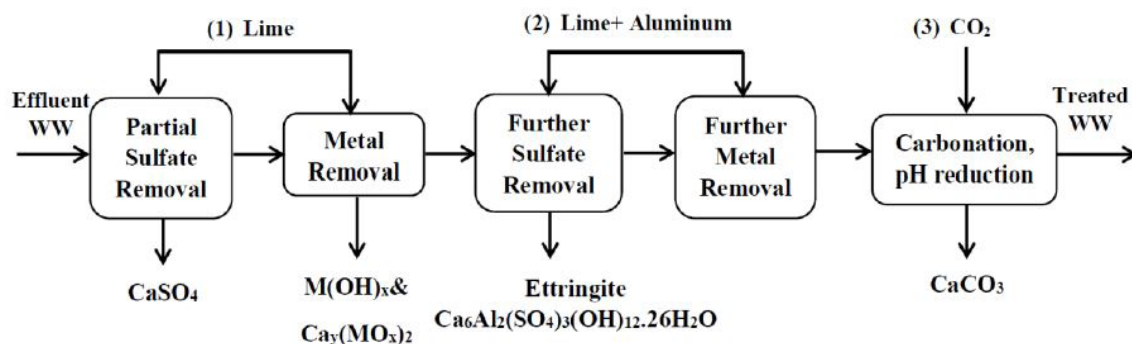 (1) Lime
(2) Lime+ Aluminum
(3) CO₂
Effluent
WW
Partial
Sulfate
Removal
Metal
Removal
Further
Sulfate
Removal
Further
Metal
Removal
Carbonation,
pH reduction
Treated
WW
CaSO₄
M(OH)ₓ&
Caᵧ(MOₓ)₂
Ettringite
Ca₆Al₂(SO₄)₃(OH)₁₂.26H₂O
CaCO₃